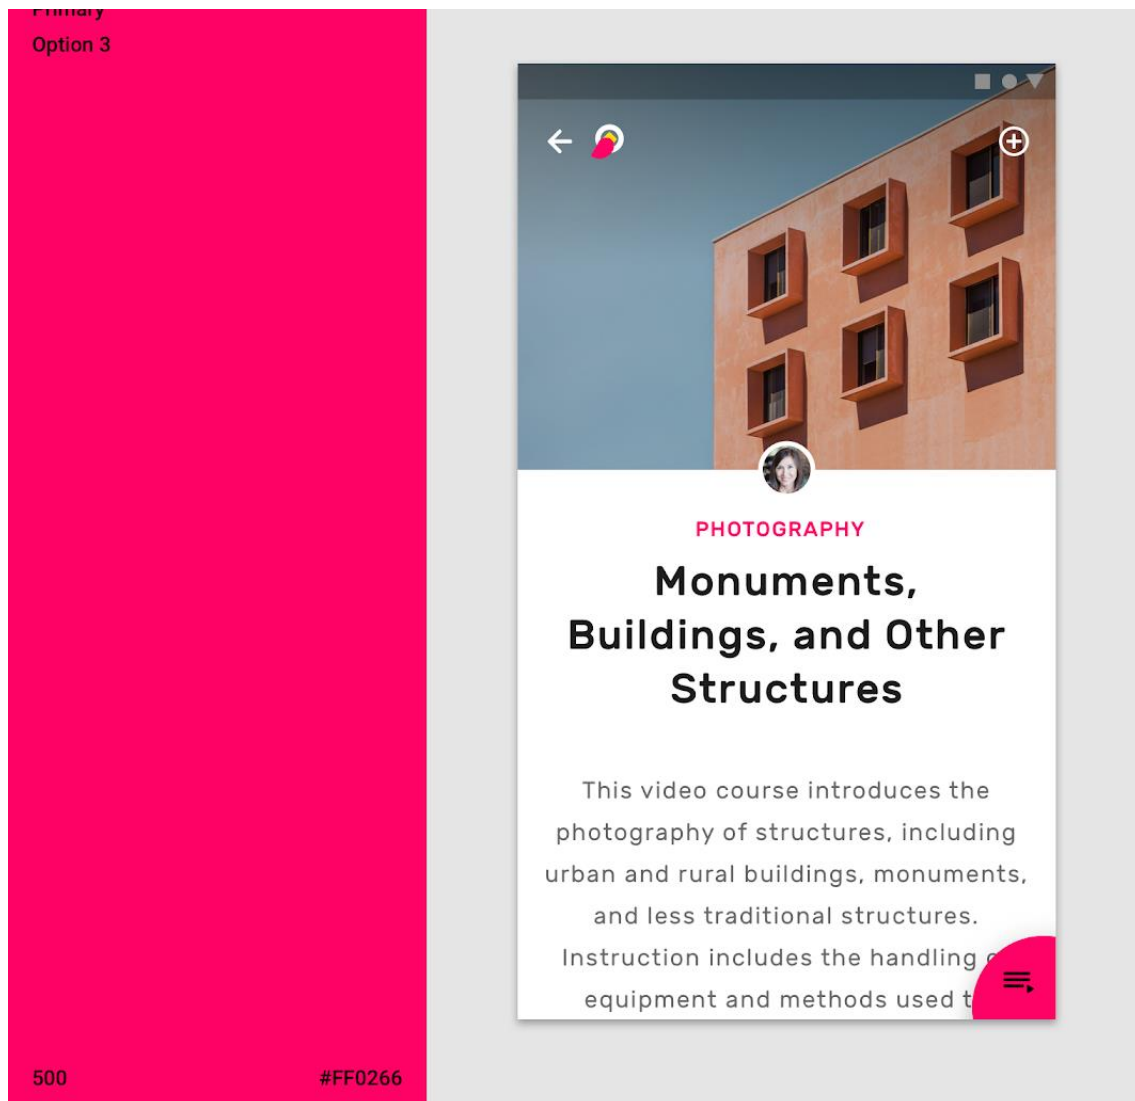 Primary
Option 3
500
#FF0266
PHOTOGRAPHY
Monuments,
Buildings, and Other
Structures
This video course introduces the
photography of structures, including
urban and rural buildings, monuments,
and less traditional structures.
Instruction includes the handling
equipment and methods used